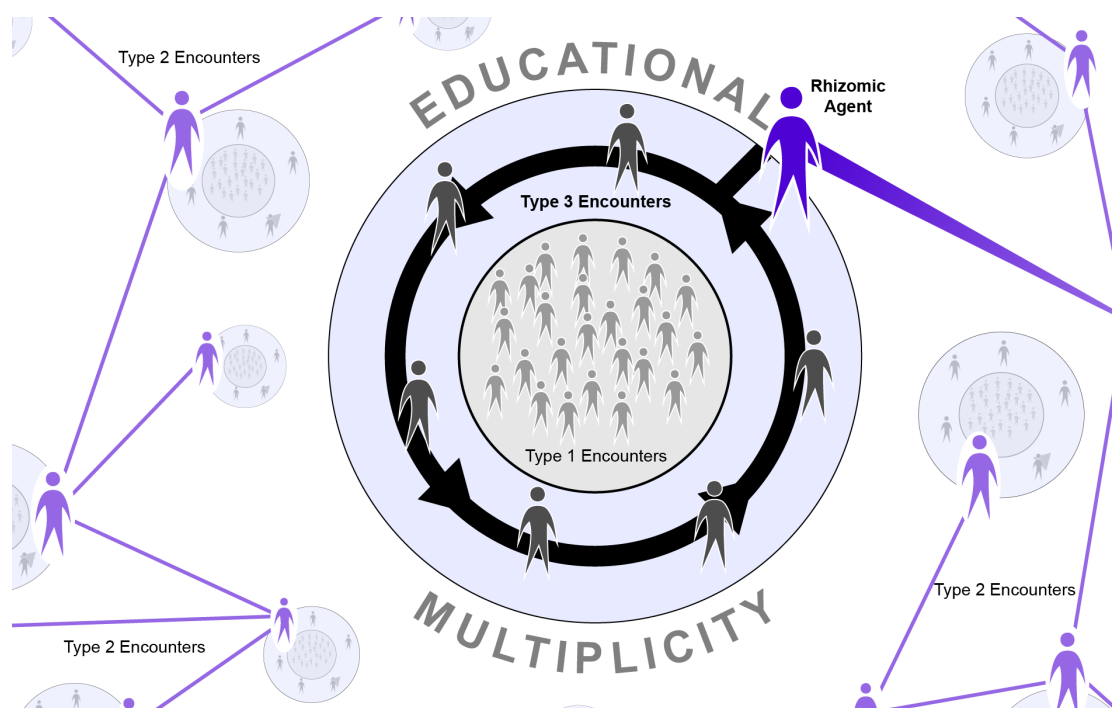 Type 2 Encounters
EDUCATIONAL
Rhizomic
Agent
Type 3 Encounters
Type 1 Encounters
Type 2 Encounters
MULTIPLICITY
Type 2 Encounters